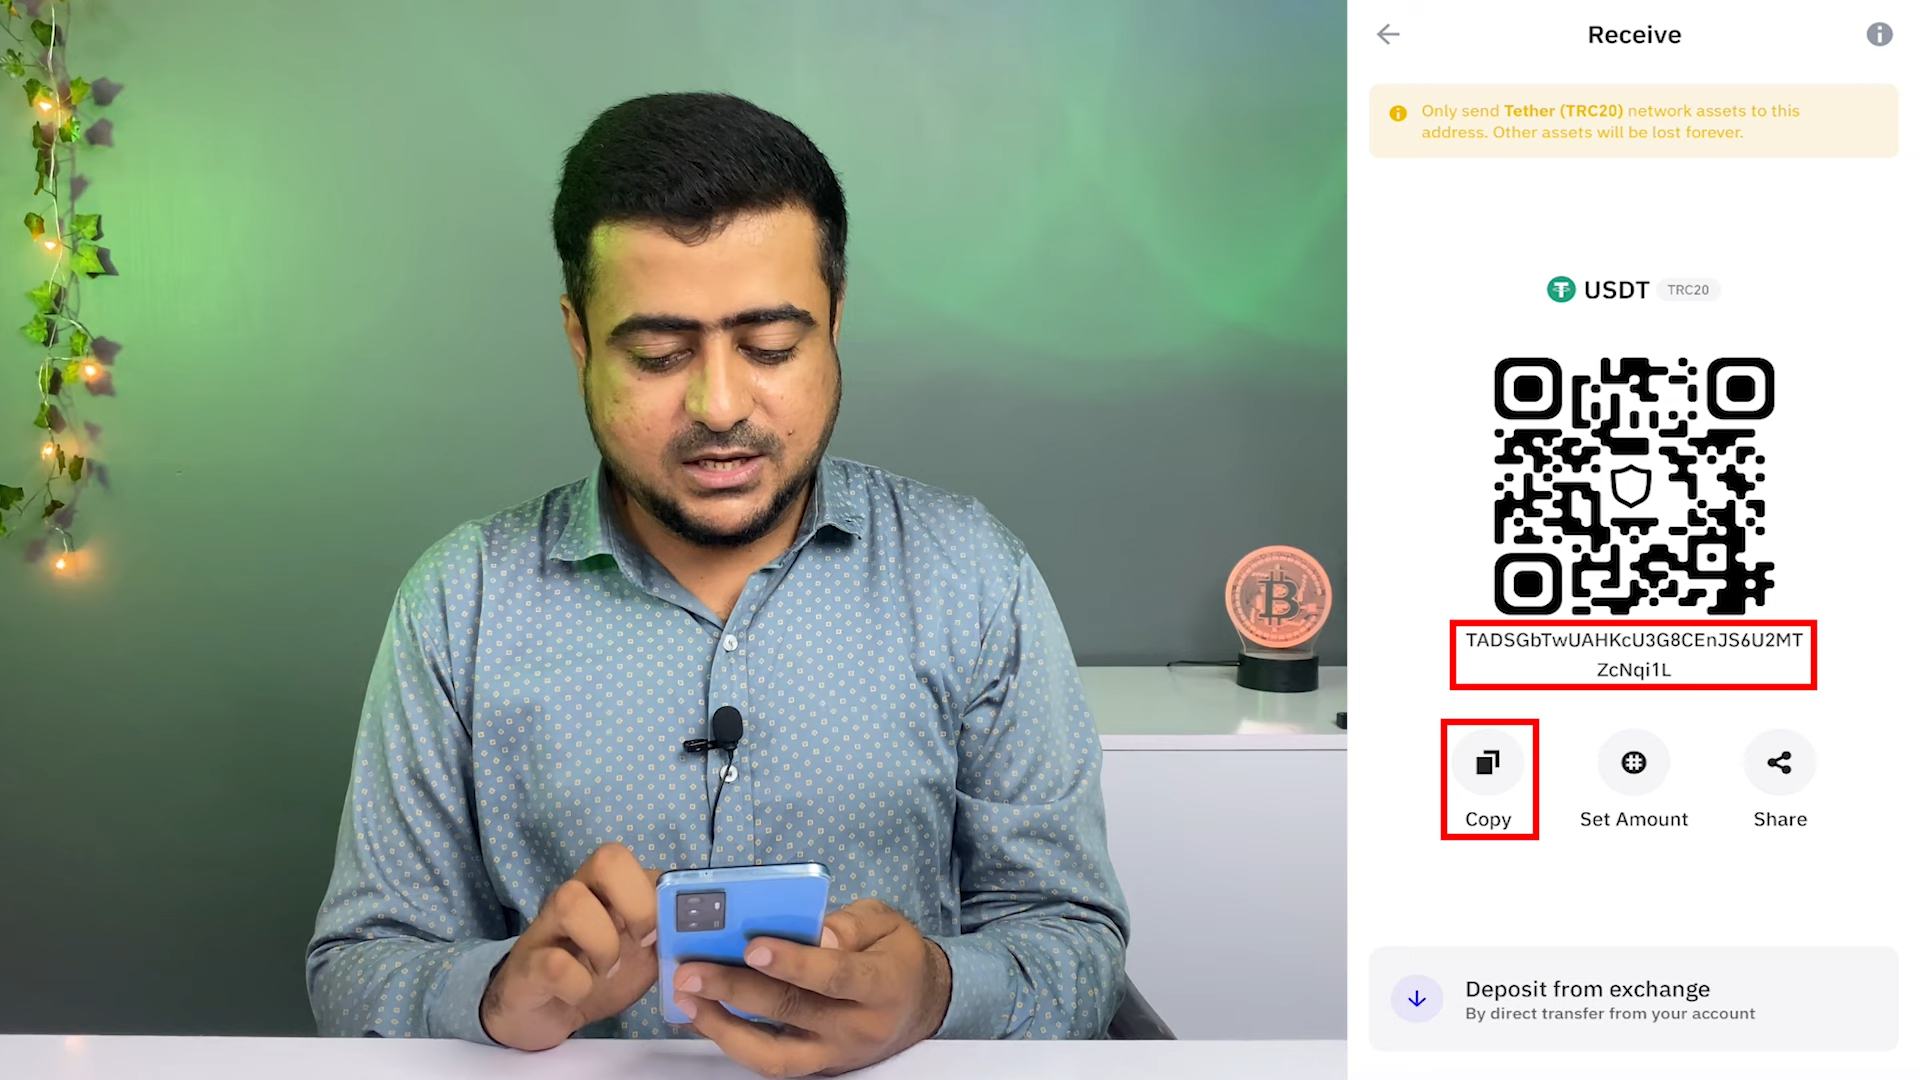 Receive
Only send Tether (TRC20) network assets to this
address. Other assets will be lost forever.
USDT TRC20
TADSGbTwUAHKcU3G8CEnJS6U2MT
ZcNqi1L
Copy
Set Amount
Share
Deposit from exchange
By direct transfer from your account